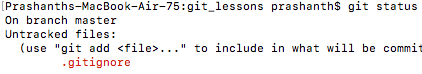 [Prashanths-MacBook-Air-75:git_lessons prashanth$ git status
On branch master
Untracked files:
  (use "git add <file>..." to include in what will be commit
        .gitignore